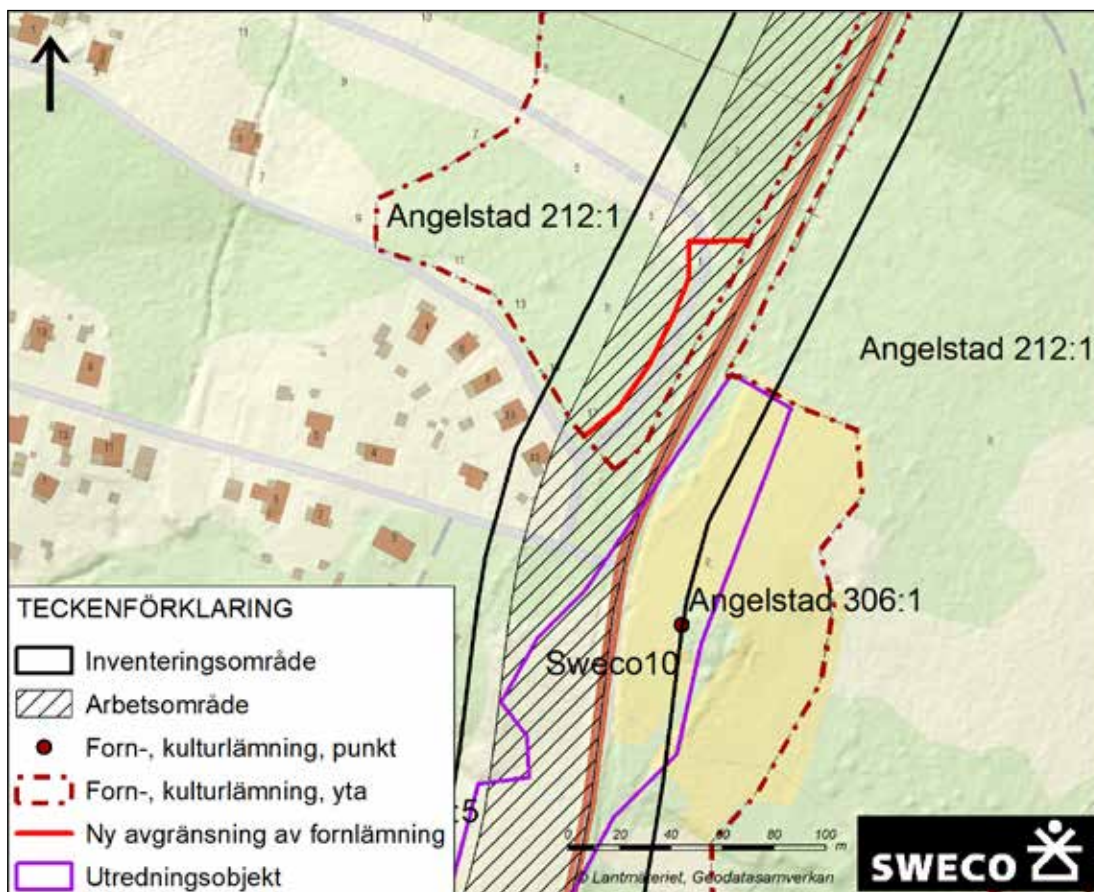 Angelstad 212:1
Angelstad 212:1
Angelstad 306:1
Sweco10
:5
TECKENFÖRKLARING
Inventeringsområde
Arbetsområde
Forn-, kulturlämning, punkt
Forn-, kulturlämning, yta
Ny avgränsning av fornlämning
Utredningsobjekt
0 20 40 60 80 100
m
© Lantmäteriet, Geodatasamverkan
SWECO